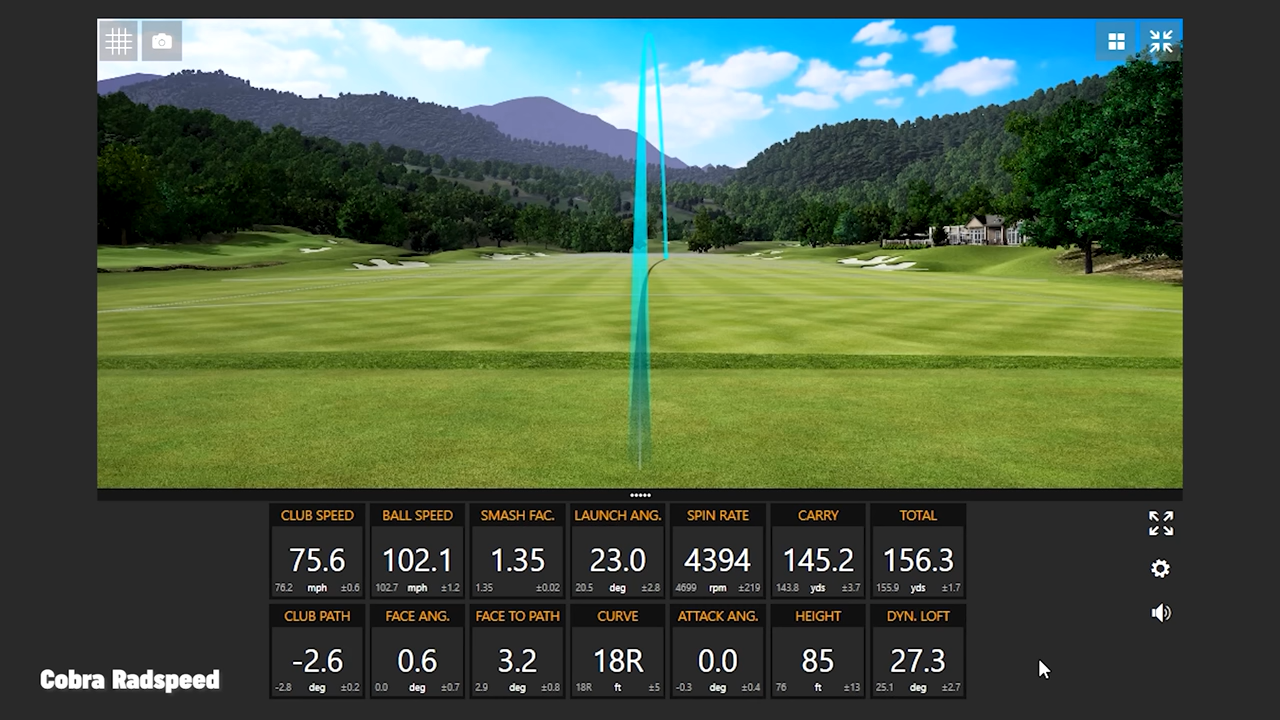 CLUB SPEED BALL SPEED SMASH FAC. LAUNCH ANG. SPIN RATE CARRY TOTAL
75.6 102.1 1.35 23.0 4394 145.2 156.3
76.2 mph ±0.6 102.7 mph ±1.2 1.35 ±0.02 20.5 deg ±2.8 4699 rpm ±219 143.8 yds ±3.7 155.9 yds ±1.7
CLUB PATH FACE ANG. FACE TO PATH CURVE ATTACK ANG. HEIGHT DYN. LOFT
-2.6 0.6 3.2 18R 0.0 85 27.3
-2.8 deg ±0.2 0.0 deg ±0.7 2.9 deg ±0.8 18R ft ±5 -0.3 deg ±0.4 76 ft ±13 25.1 deg ±2.7
Cobra Radspeed